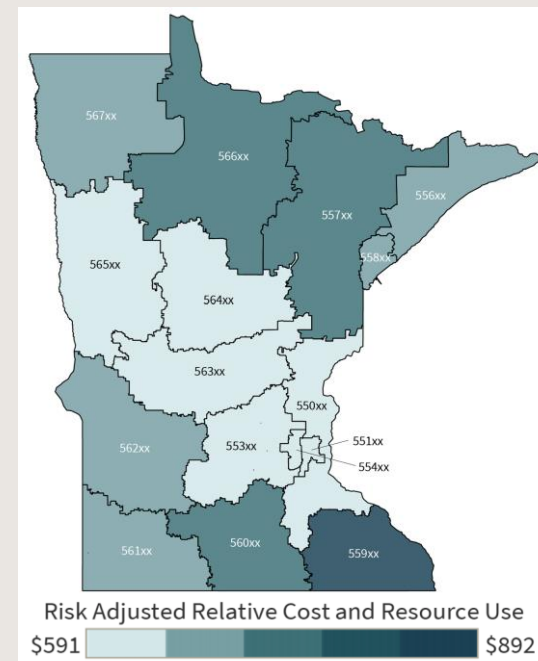 567xx
566xx
556xx
557xx
558xx
565xx
564xx
563xx
550xx
551xx
553xx
554xx
562xx
560xx
561xx
559xx
Risk Adjusted Relative Cost and Resource Use
$591 $892